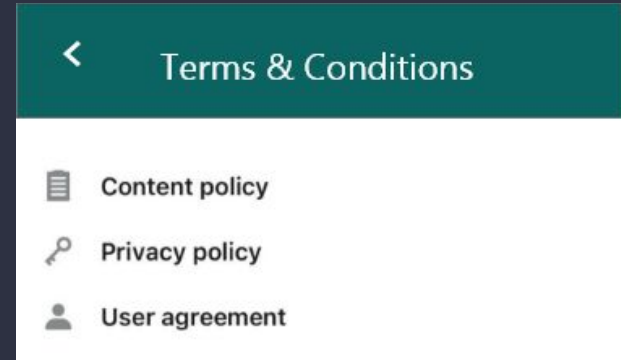 Terms & Conditions
Content policy
Privacy policy
User agreement